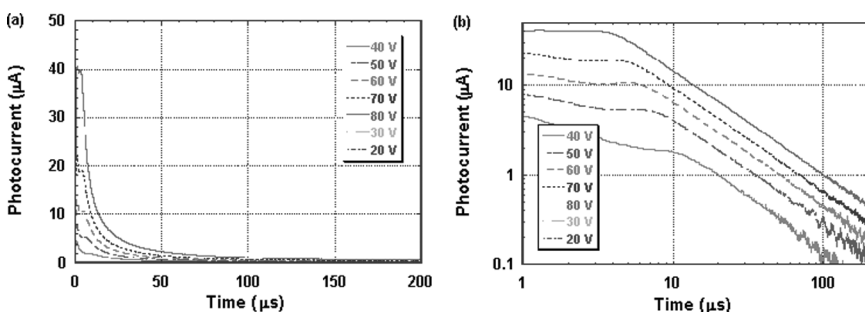 (a)
Photocurrent (μA)
50
40
30
20
10
0
0
50
100
150
200
Time (μs)
40 V
50 V
60 V
70 V
80 V
30 V
20 V
(b)
Photocurrent (μA)
10
1
0.1
1
10
100
Time (μs)
40 V
50 V
60 V
70 V
80 V
30 V
20 V